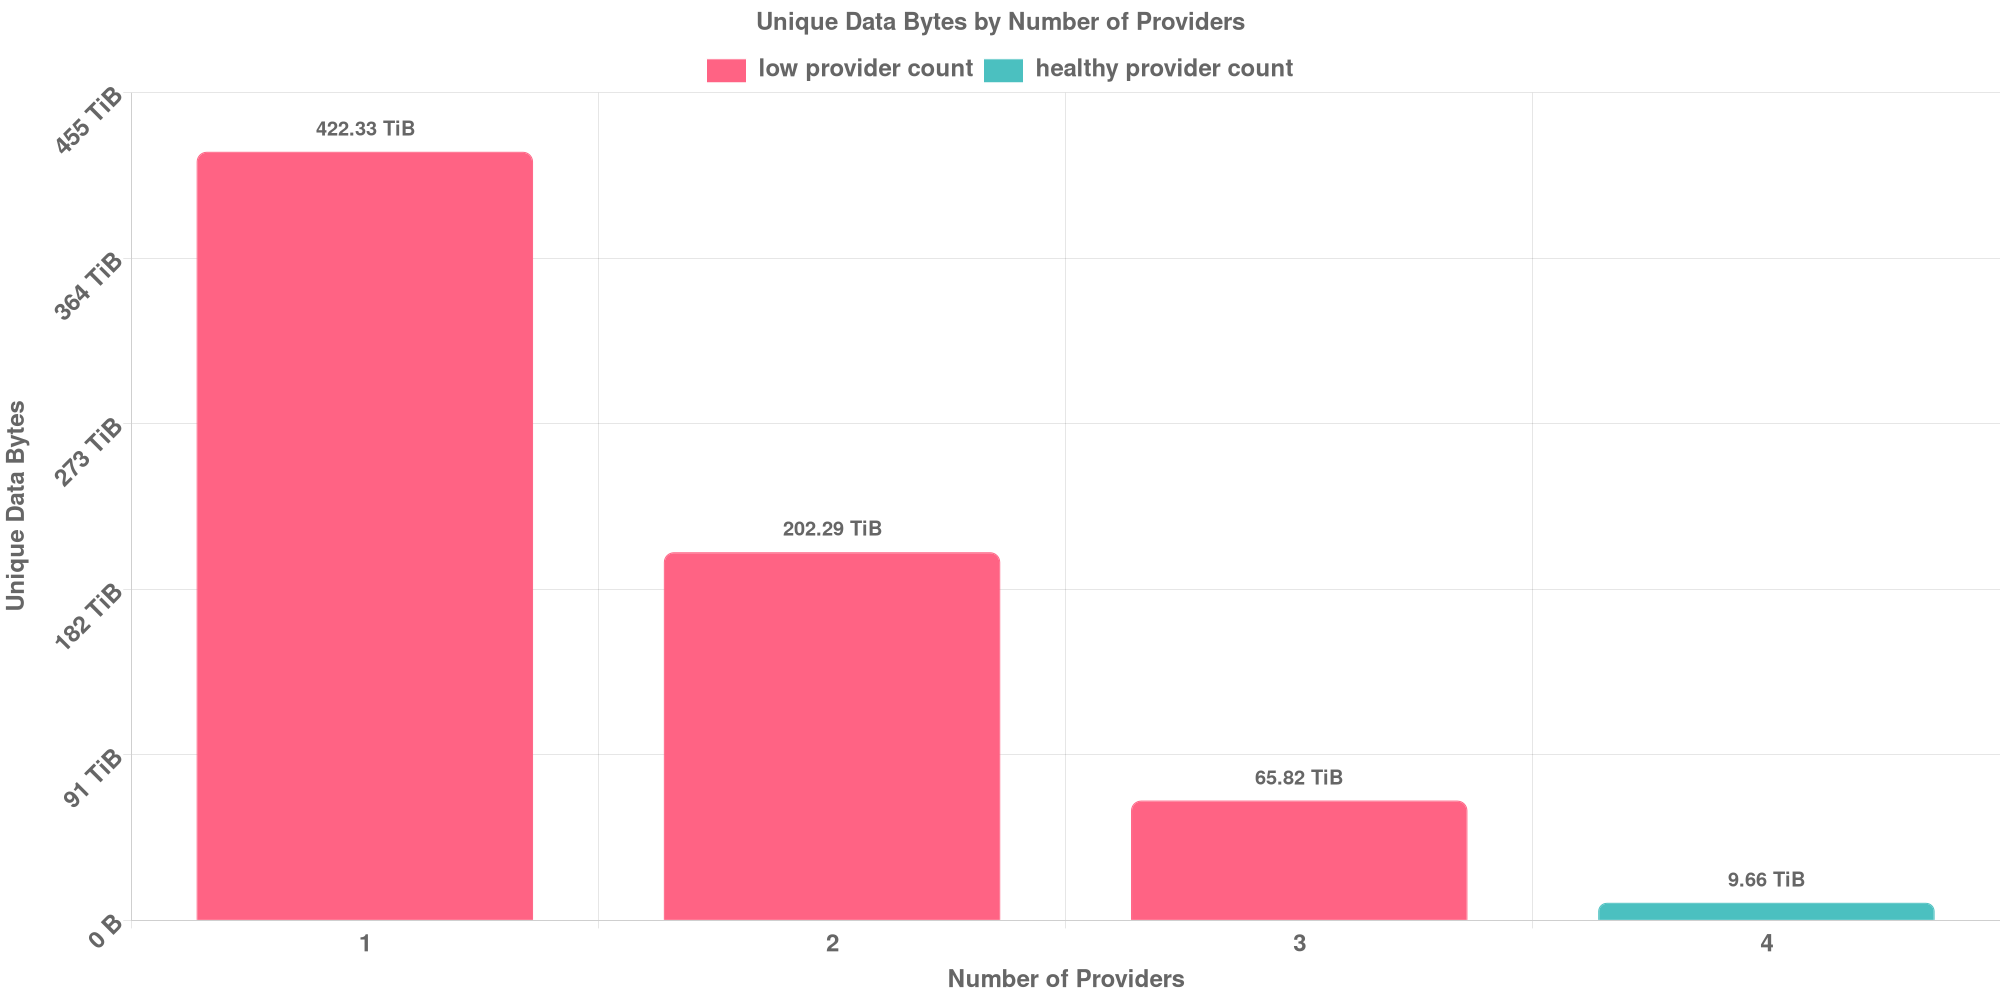 Unique Data Bytes by Number of Providers
low provider count
healthy provider count
455 TiB
364 TiB
273 TiB
182 TiB
91 TiB
0 B
Unique Data Bytes
422.33 TiB
202.29 TiB
65.82 TiB
9.66 TiB
1
2
3
4
Number of Providers